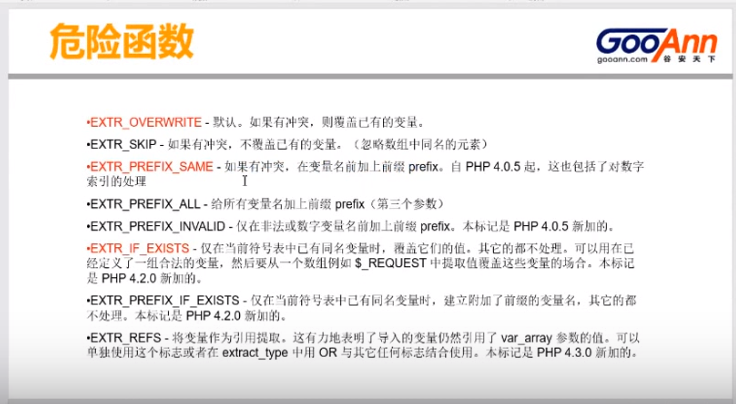 危险函数
GooAnn
gooann.com 谷安天下
•EXTR_OVERWRITE - 默认。如果有冲突，则覆盖已有的变量。
•EXTR_SKIP - 如果有冲突，不覆盖已有的变量。（忽略数组中同名的元素）
•EXTR_PREFIX_SAME - 如果有冲突，在变量名前加上前缀 prefix。自 PHP 4.0.5 起，这也包括了对数字
索引的处理
•EXTR_PREFIX_ALL - 给所有变量名加上前缀 prefix（第三个参数）
•EXTR_PREFIX_INVALID - 仅在非法或数字变量名前加上前缀 prefix。本标记是 PHP 4.0.5 新加的。
•EXTR_IF_EXISTS - 仅在当前符号表中已有同名变量时，覆盖它们的值。其它的都不处理。可以用在已
经定义了一组合法的变量，然后要从一个数组例如 $_REQUEST 中提取值覆盖这些变量的场合。本标记
是 PHP 4.2.0 新加的。
•EXTR_PREFIX_IF_EXISTS - 仅在当前符号表中已有同名变量时，建立附加了前缀的变量名，其它的都
不处理。本标记是 PHP 4.2.0 新加的。
•EXTR_REFS - 将变量作为引用提取。这有力地表明了导入的变量仍然引用了 var_array 参数的值。可以
单独使用这个标志或者在 extract_type 中用 OR 与其它任何标志结合使用。本标记是 PHP 4.3.0 新加的。